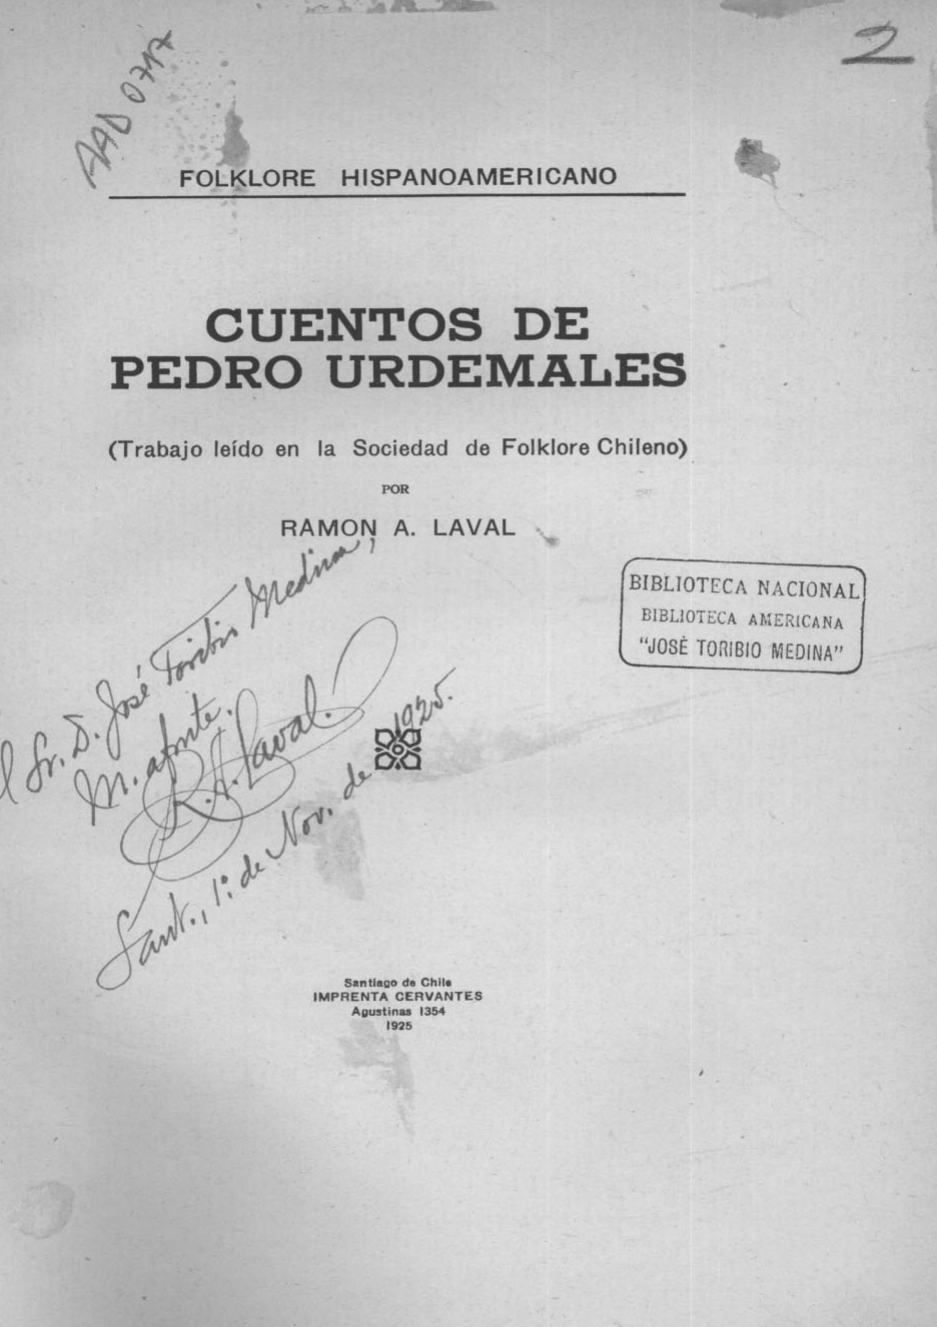 2
AAD 0747
FOLKLORE HISPANOAMERICANO
CUENTOS DE
PEDRO URDEMALES
(Trabajo leído en la Sociedad de Folklore Chileno)
POR
RAMON A. LAVAL
BIBLIOTECA NACIONAL
BIBLIOTECA AMERICANA
"JOSÉ TORIBIO MEDINA"
l Sr. D. José Toribio Medina,
M. afmte.
R. A. Laval.
Sant., 1º de Nov. de 1925.
Santiago de Chile
IMPRENTA CERVANTES
Agustinas 1354
1925